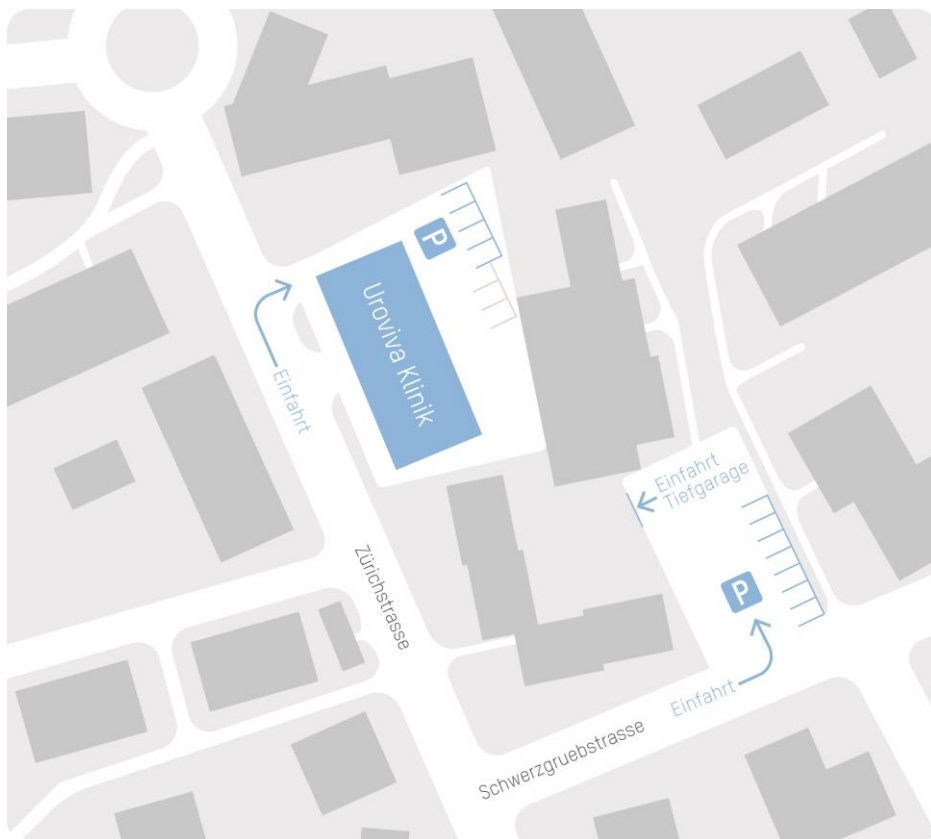 P
Uroviva Klinik
Einfahrt
Einfahrt
Tiefgarage
Zürichstrasse
P
Einfahrt
Schwerzgruebstrasse